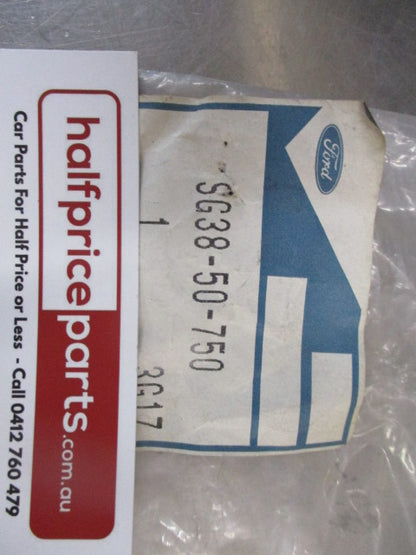 Ford
SG38-50-750
1
3G17
halfpriceparts.com.au
Car Parts For Half Price or Less - Call 0412 760 479